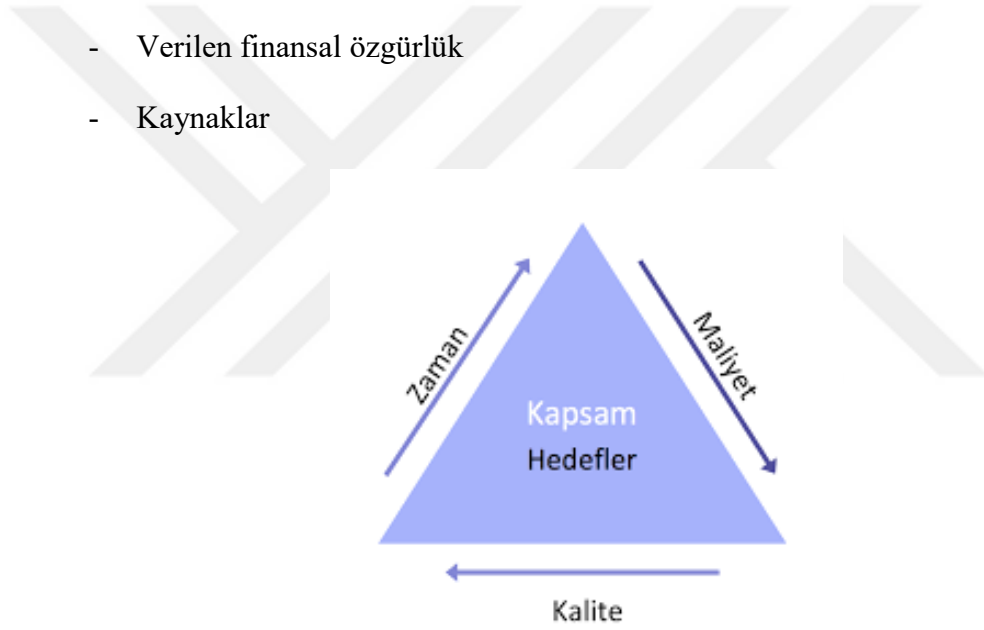 - Verilen finansal özgürlük
- Kaynaklar
Zaman
Maliyet
Kapsam
Hedefler
Kalite